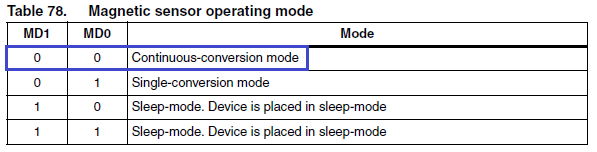 Table 78. Magnetic sensor operating mode
MD1 MD0 Mode
0 0 Continuous-conversion mode
0 1 Single-conversion mode
1 0 Sleep-mode. Device is placed in sleep-mode
1 1 Sleep-mode. Device is placed in sleep-mode